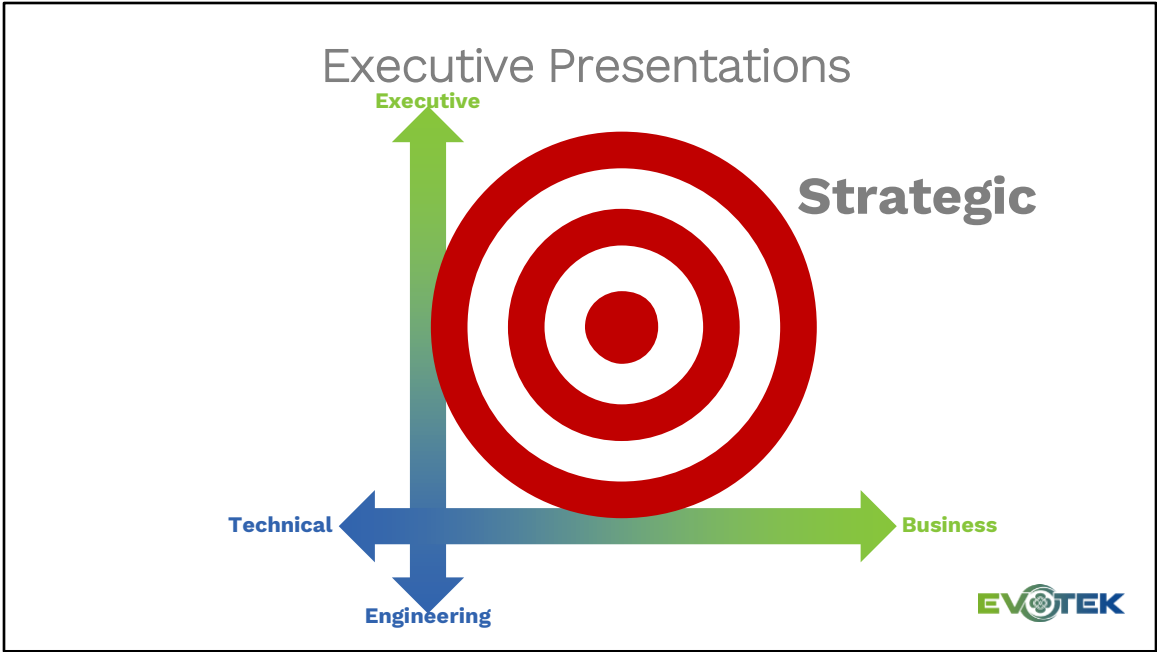 Executive Presentations
Executive
Strategic
Technical
Business
Engineering
EVOTEK